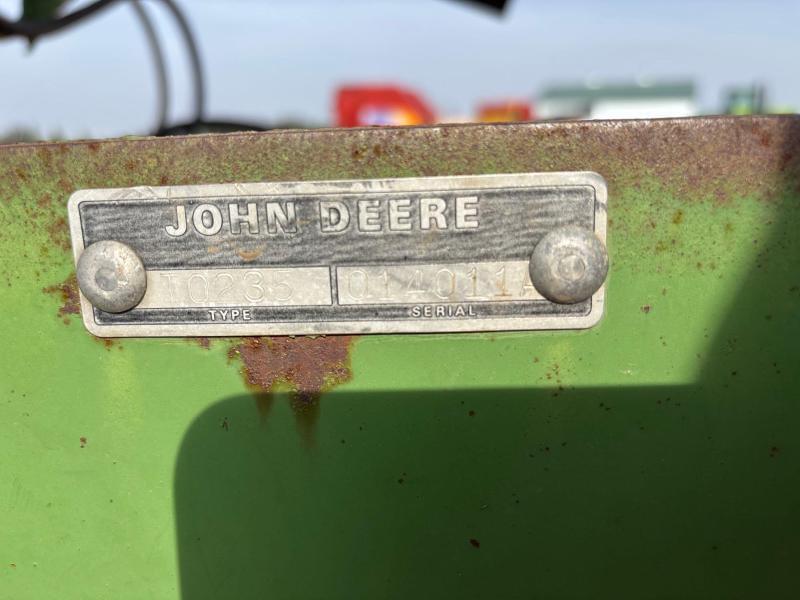 JOHN DEERE
T0235 014011A
TYPE SERIAL